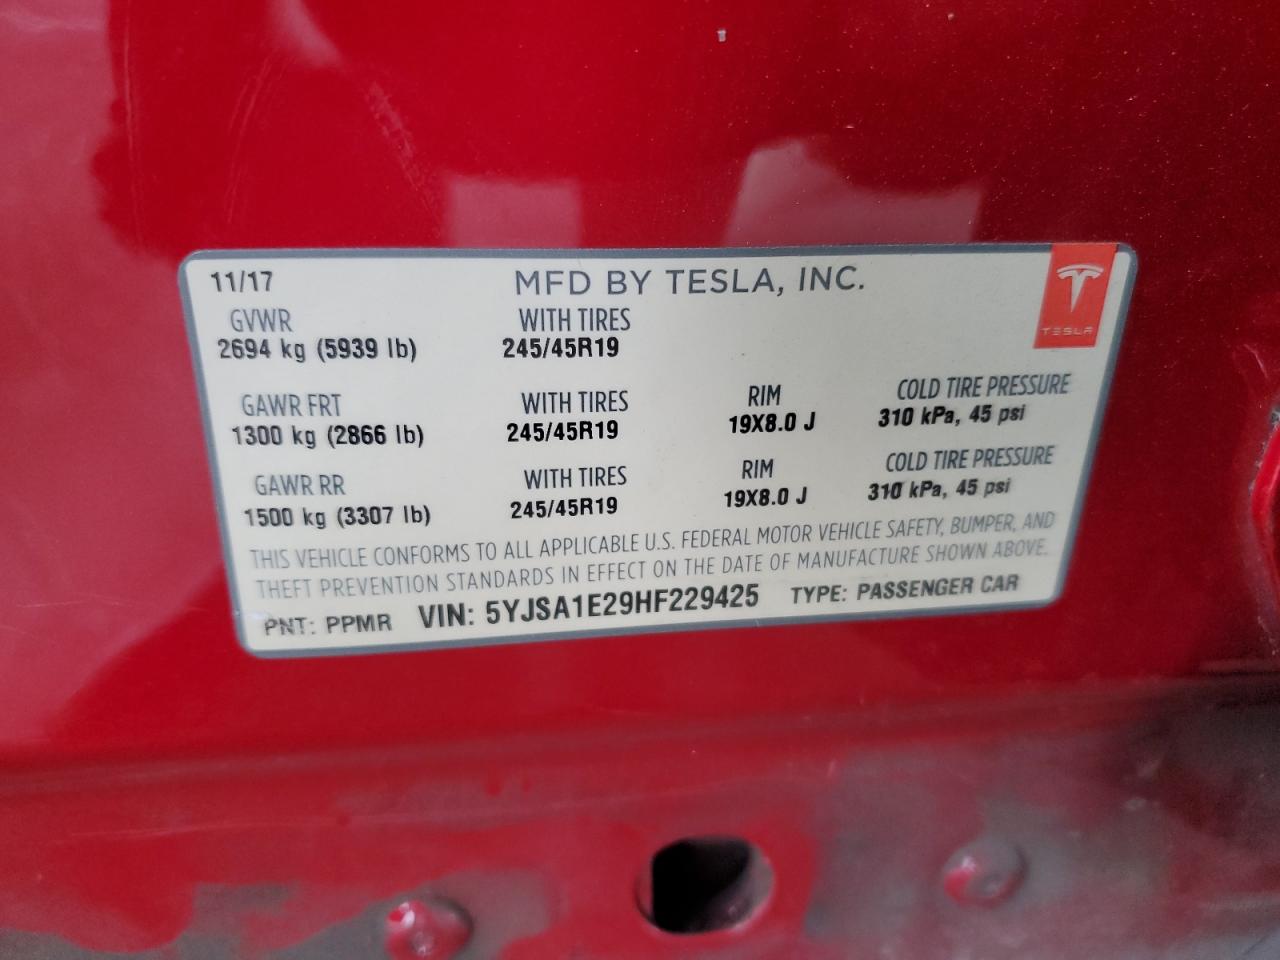 11/17 MFD BY TESLA, INC.
TESLA
GVWR WITH TIRES
2694 kg (5939 lb) 245/45R19
GAWR FRT WITH TIRES RIM COLD TIRE PRESSURE
1300 kg (2866 lb) 245/45R19 19X8.0 J 310 kPa, 45 psi
GAWR RR WITH TIRES RIM COLD TIRE PRESSURE
1500 kg (3307 lb) 245/45R19 19X8.0 J 310 kPa, 45 psi
THIS VEHICLE CONFORMS TO ALL APPLICABLE U.S. FEDERAL MOTOR VEHICLE SAFETY, BUMPER, AND
THEFT PREVENTION STANDARDS IN EFFECT ON THE DATE OF MANUFACTURE SHOWN ABOVE.
PNT: PPMR VIN: 5YJSA1E29HF229425 TYPE: PASSENGER CAR